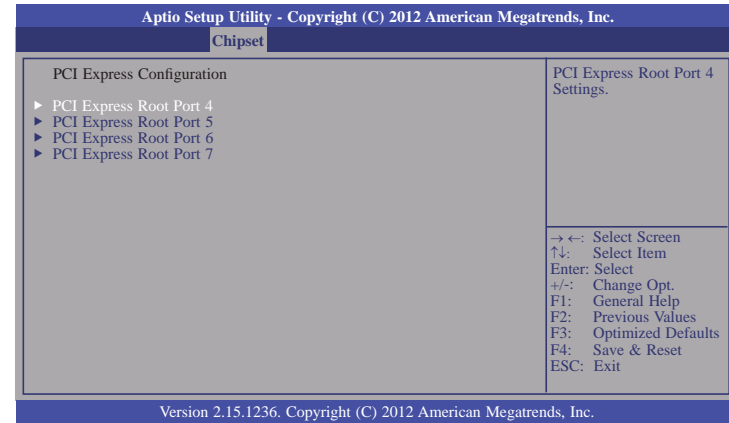 Aptio Setup Utility - Copyright (C) 2012 American Megatrends, Inc.
Chipset
PCI Express Configuration
► PCI Express Root Port 4
► PCI Express Root Port 5
► PCI Express Root Port 6
► PCI Express Root Port 7
PCI Express Root Port 4
Settings.
→←: Select Screen
↑↓: Select Item
Enter: Select
+/-: Change Opt.
F1: General Help
F2: Previous Values
F3: Optimized Defaults
F4: Save & Reset
ESC: Exit
Version 2.15.1236. Copyright (C) 2012 American Megatrends, Inc.